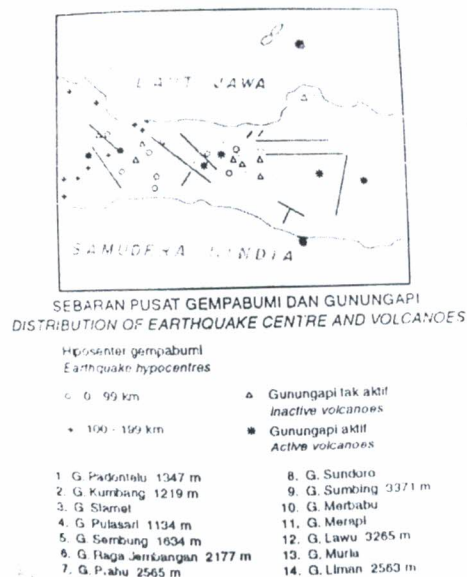 LAUT JAWA
SAMUDERA HINDIA
SEBARAN PUSAT GEMPABUMI DAN GUNUNGAPI
DISTRIBUTION OF EARTHQUAKE CENTRE AND VOLCANOES
Hiposenter gempabumi
Earthquake hypocentres
0 - 99 km
100 - 199 km
Gunungapi tak aktif
Inactive volcanoes
Gunungapi aktif
Active volcanoes
1 G. Padontelu 1347 m
2. G. Kumbang 1219 m
3. G Slamet
4. G Pulasari 1134 m
5. G Sembung 1634 m
6. G Raga Jembangan 2177 m
7. G. Prahu 2565 m
8. G. Sundoro
9. G. Sumbing 3371 m
10. G. Merbabu
11. G. Merapi
12. G. Lawu 3265 m
13. G. Muria
14. G. Liman 2563 m